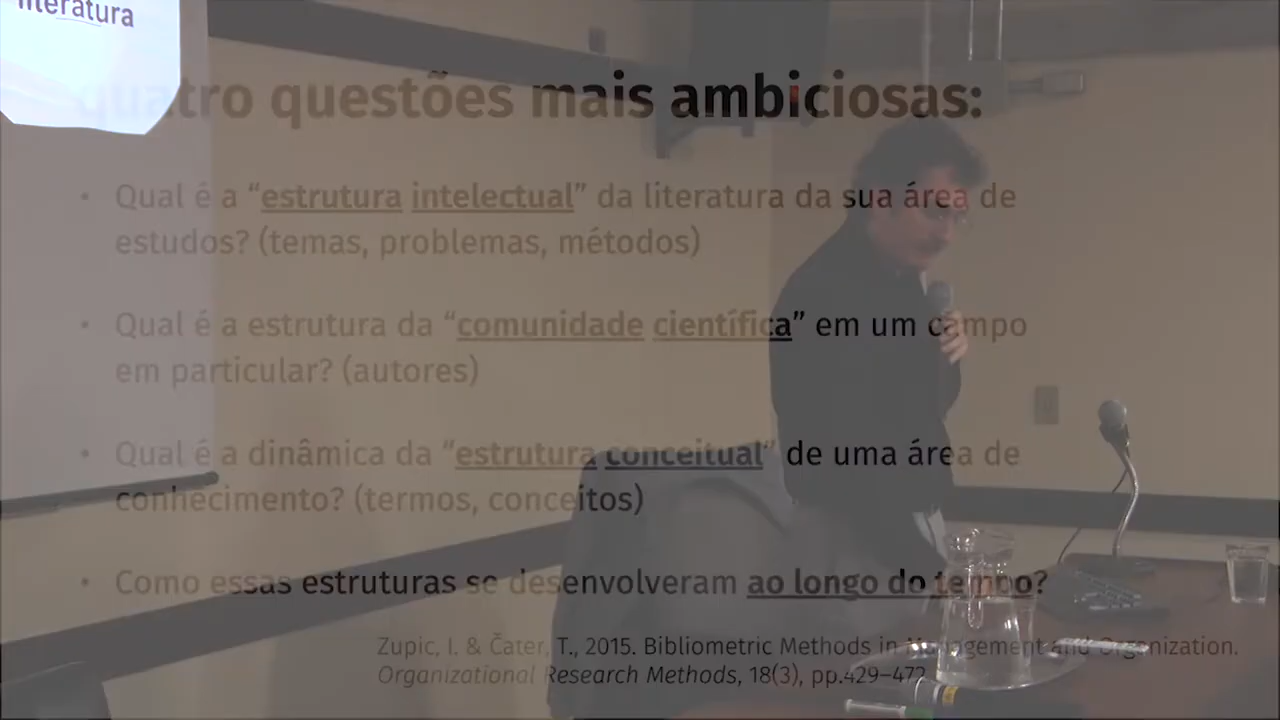 literatura
quatro questões mais ambiciosas:
• Qual é a “estrutura intelectual” da literatura da sua área de
estudos? (temas, problemas, métodos)
• Qual é a estrutura da “comunidade científica” em um campo
em particular? (autores)
• Qual é a dinâmica da “estrutura conceitual” de uma área de
conhecimento? (termos, conceitos)
• Como essas estruturas se desenvolveram ao longo do tempo?
Zupic, I. & Čater, T., 2015. Bibliometric Methods in Management and Organization.
Organizational Research Methods, 18(3), pp.429–472.